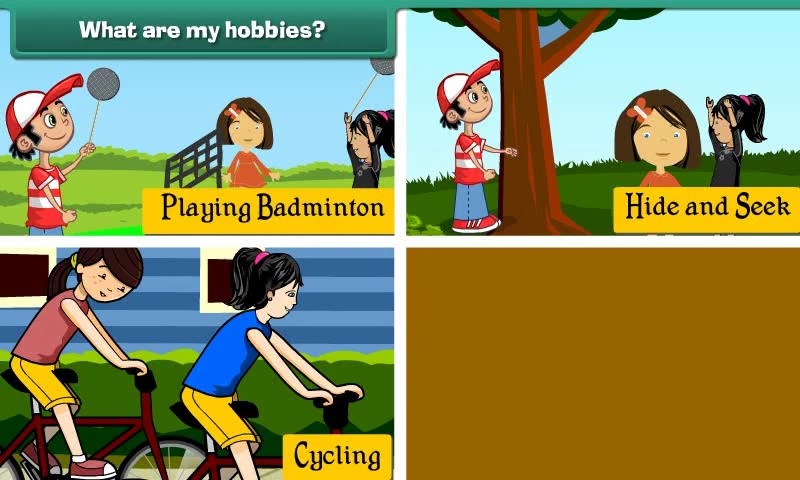 What are my hobbies?
Playing Badminton
Hide and Seek
Cycling